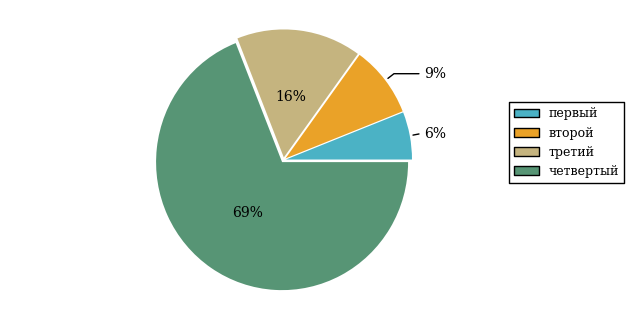 9%
16%
6%
69%
первый
второй
третий
четвертый